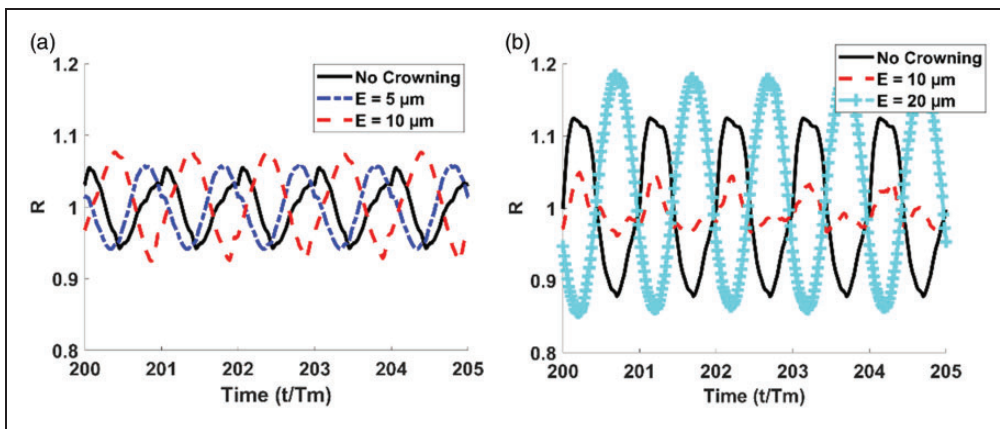 (a)
1.2
No Crowning
E = 5 µm
E = 10 µm
1.1
R
1
0.9
0.8
200 201 202 203 204 205
Time (t/Tm)
(b)
1.2
No Crowning
E = 10 µm
E = 20 µm
1.1
R
1
0.9
0.8
200 201 202 203 204 205
Time (t/Tm)